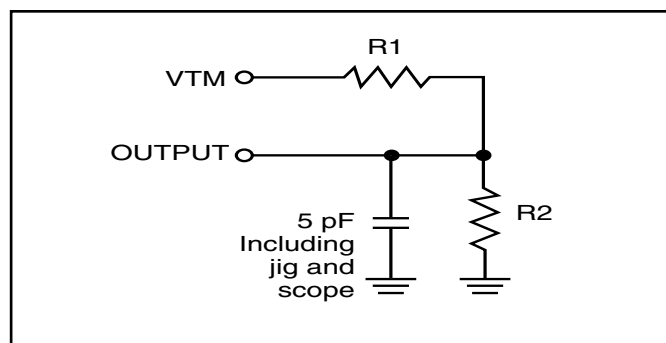 R1
VTM
OUTPUT
R2
5 pF
Including
jig and
scope